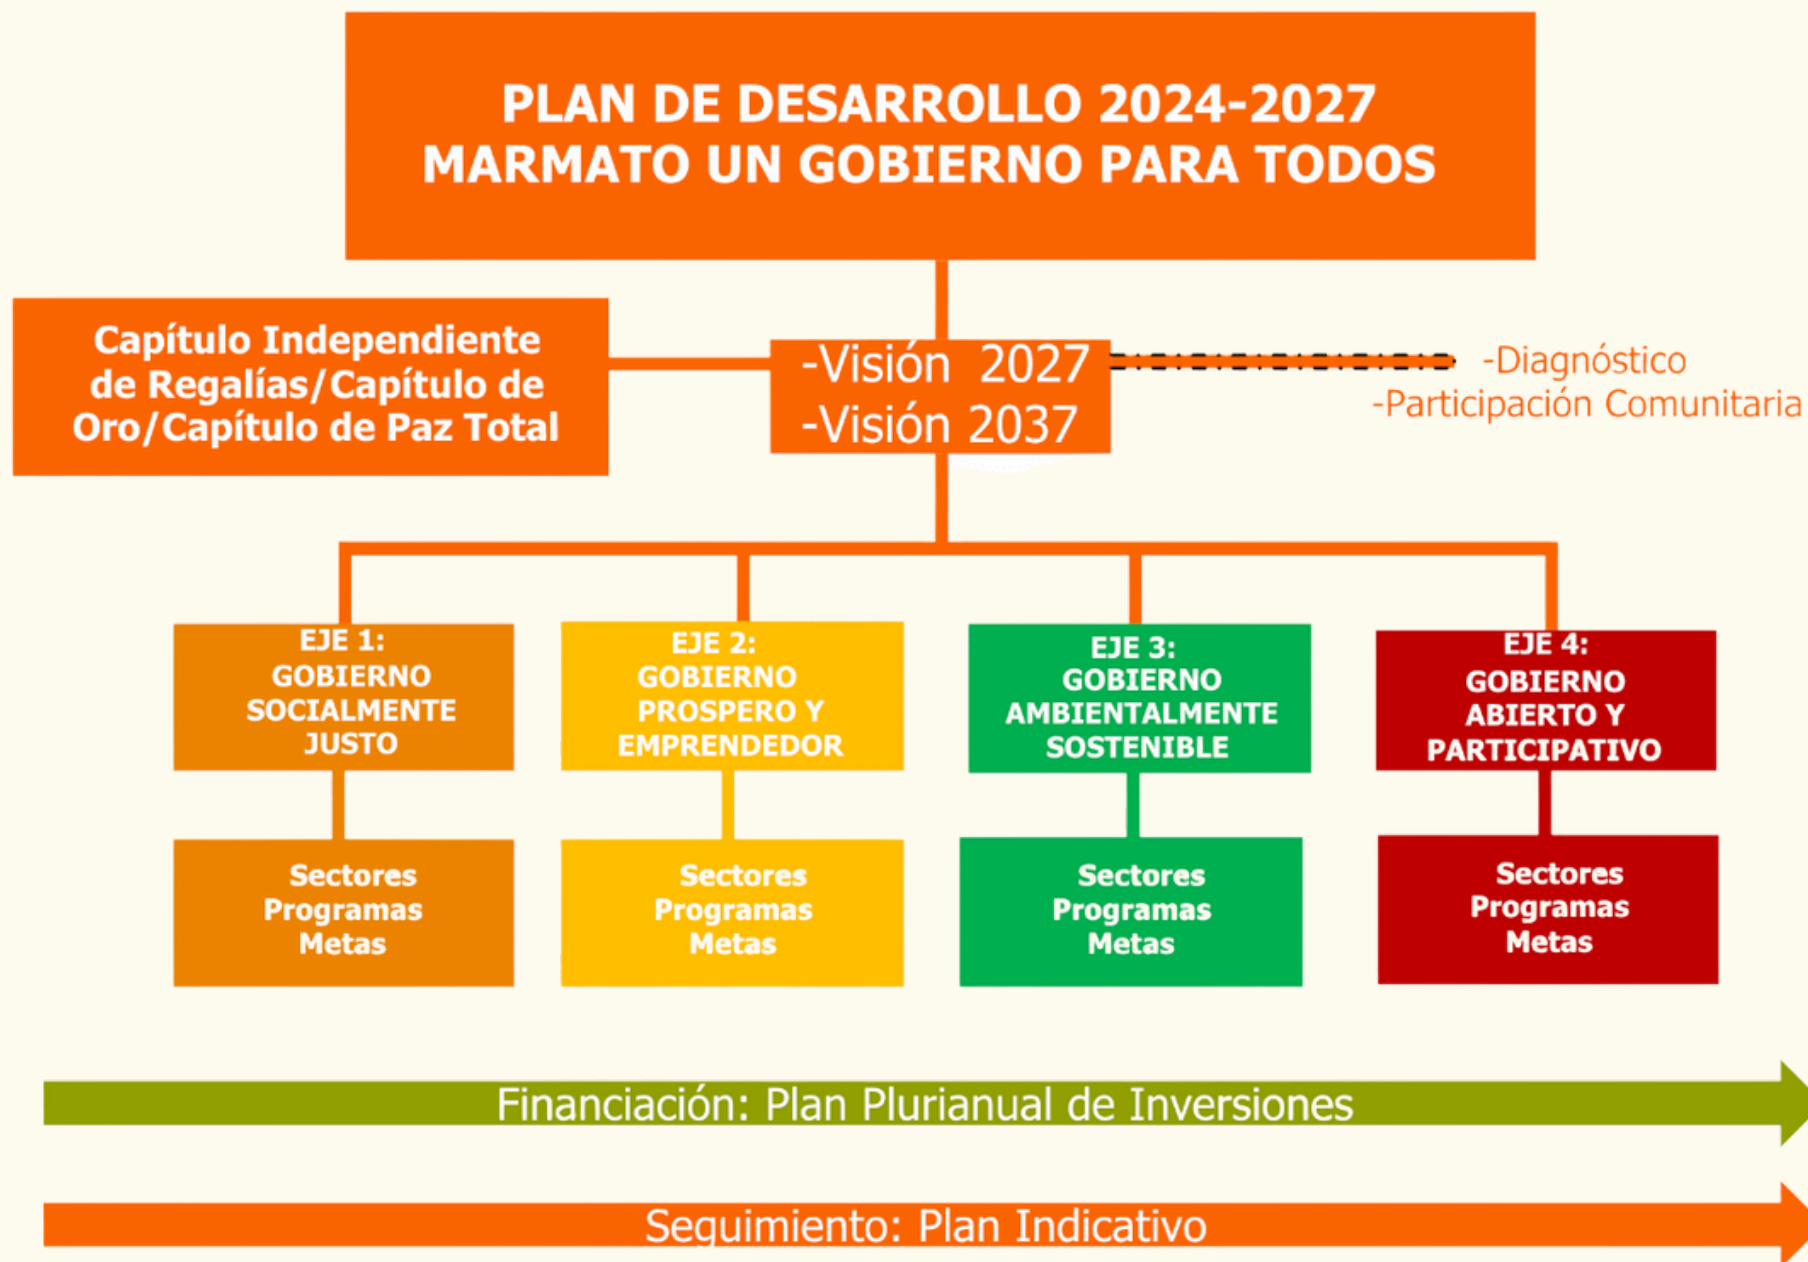 PLAN DE DESARROLLO 2024-2027
MARMATO UN GOBIERNO PARA TODOS
Capítulo Independiente
de Regalías/Capítulo de
Oro/Capítulo de Paz Total
-Visión 2027
-Visión 2037
-Diagnóstico
-Participación Comunitaria
EJE 1:
GOBIERNO
SOCIALMENTE
JUSTO
EJE 2:
GOBIERNO
PROSPERO Y
EMPRENDEDOR
EJE 3:
GOBIERNO
AMBIENTALMENTE
SOSTENIBLE
EJE 4:
GOBIERNO
ABIERTO Y
PARTICIPATIVO
Sectores
Programas
Metas
Sectores
Programas
Metas
Sectores
Programas
Metas
Sectores
Programas
Metas
Financiación: Plan Plurianual de Inversiones
Seguimiento: Plan Indicativo